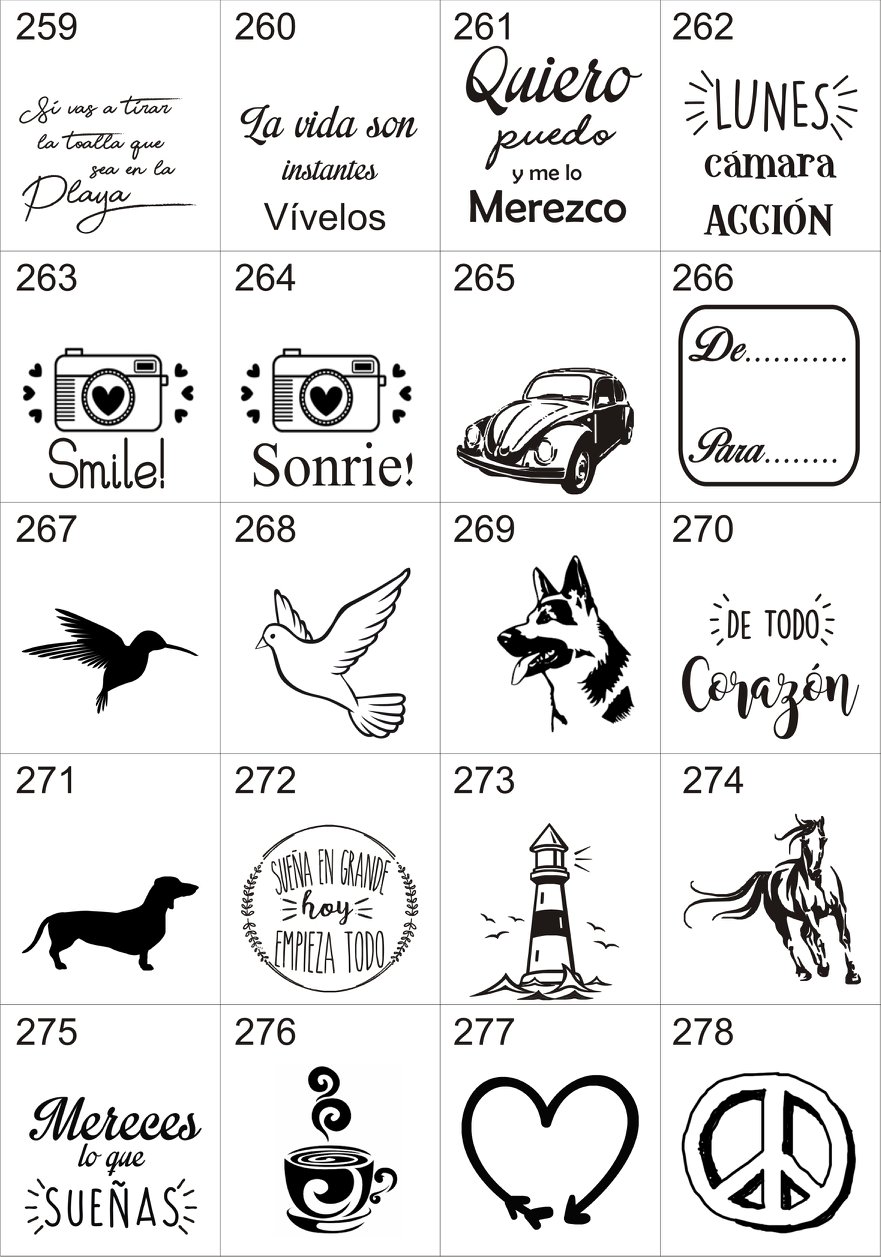 259
Si vas a tirar
la toalla que
sea en la
Playa
260
La vida son
instantes
Vívelos
261
Quiero
puedo
y me lo
Merezco
262
LUNES
cámara
ACCIÓN
263
Smile!
264
Sonrie!
265
266
De...........
Para........
267
268
269
270
DE TODO
Corazón
271
272
SUEÑA EN GRANDE
hoy
EMPIEZA TODO
273
274
275
Mereces
lo que
SUEÑAS
276
277
278